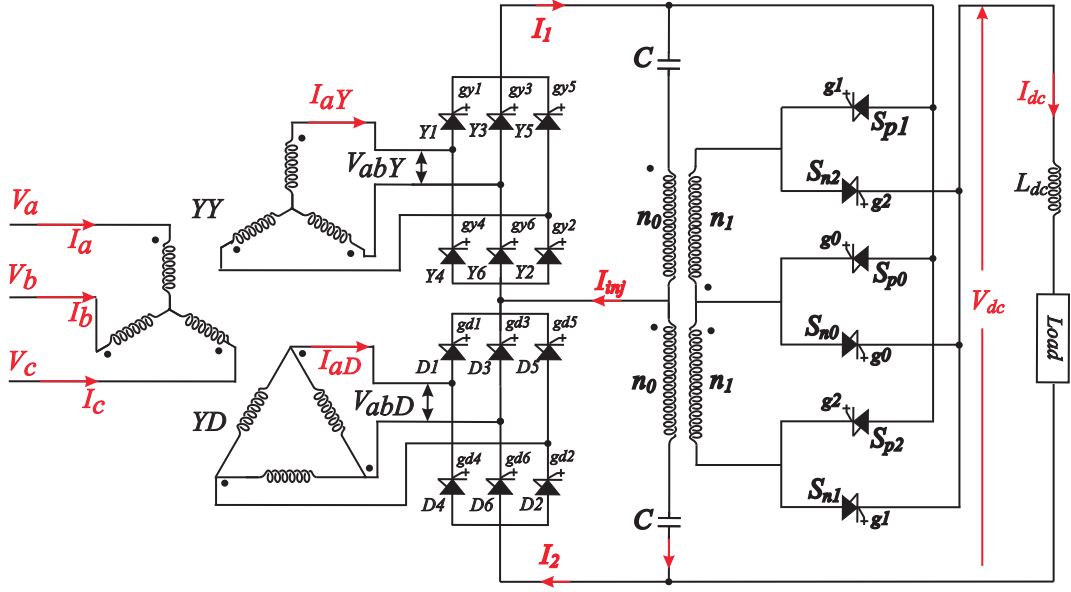 I1
C
gy1 gy3 gy5
g1
IaY
Idc
Y1 Y3 Y5
Sp1
VabY
Sn2
Ldc
g2
Va
YY
n0 n1
Ia
gy4 gy6 gy2
g0
Vb
Y4 Y6 Y2
Sp0
Iinj
Vdc
Ib
gd1 gd3 gd5
Sn0
Load
Vc
IaD
D1 D3 D5
g0
n0 n1
Ic
VabD
g2
YD
Sp2
gd4 gd6 gd2
Sn1
D4 D6 D2
C
g1
I2